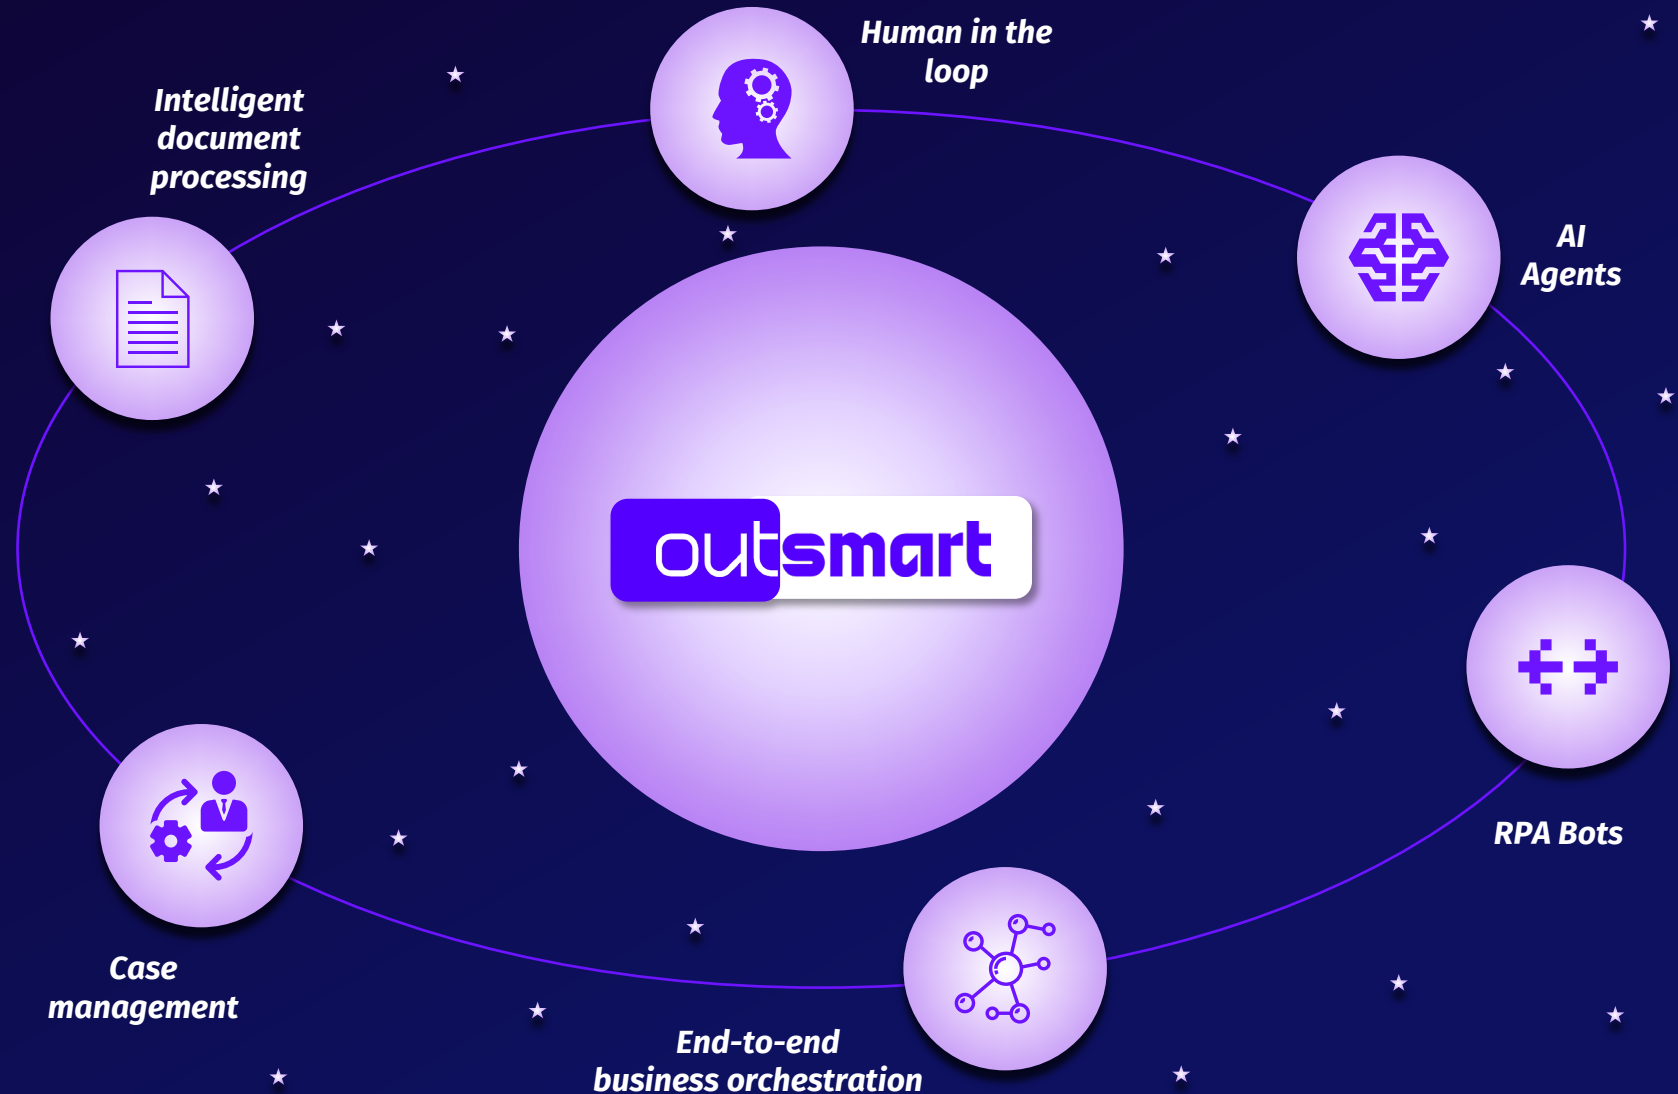 Human in the
loop
Intelligent
document
processing
AI
Agents
outsmart
RPA Bots
Case
management
End-to-end
business orchestration